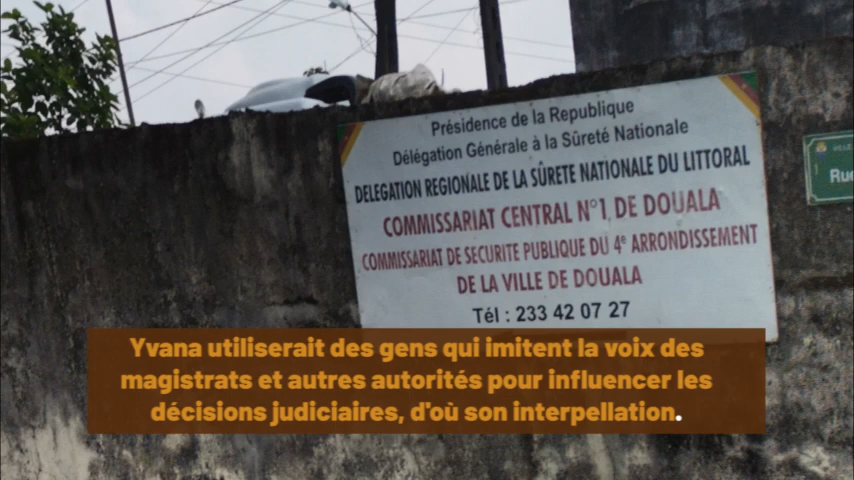 Présidence de la Republique
Délégation Générale à la Sûreté Nationale
DELEGATION REGIONALE DE LA SÛRETE NATIONALE DU LITTORAL
COMMISSARIAT CENTRAL N°1, DE DOUALA
COMMISSARIAT DE SECURITE PUBLIQUE DU 4e ARRONDISSEMENT
DE LA VILLE DE DOUALA
Tél : 233 42 07 27
Rue
Yvana utiliserait des gens qui imitent la voix des
magistrats et autres autorités pour influencer les
décisions judiciaires, d'où son interpellation.